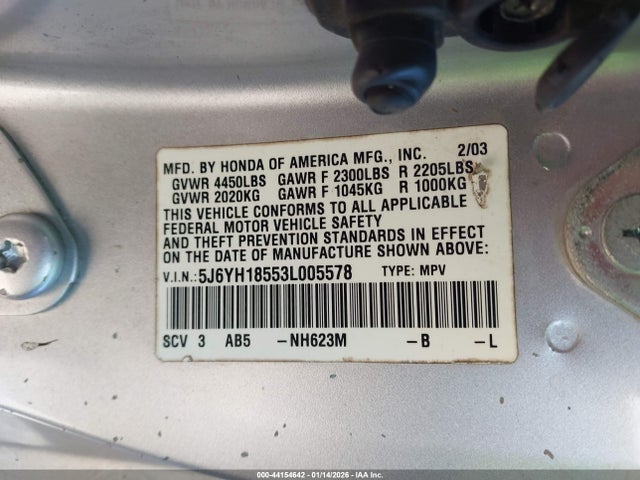 MFD. BY HONDA OF AMERICA MFG., INC. 2/03
GVWR 4450LBS GAWR F 2300LBS R 2205LBS
GVWR 2020KG GAWR F 1045KG R 1000KG
THIS VEHICLE CONFORMS TO ALL APPLICABLE
FEDERAL MOTOR VEHICLE SAFETY
AND THEFT PREVENTION STANDARDS IN EFFECT
ON THE DATE OF MANUFACTURE SHOWN ABOVE:
V.I.N.: 5J6YH18553L005578 TYPE: MPV
SCV 3 AB5 -NH623M -B -L
000-44154642 - 01/14/2026 - IAA Inc.